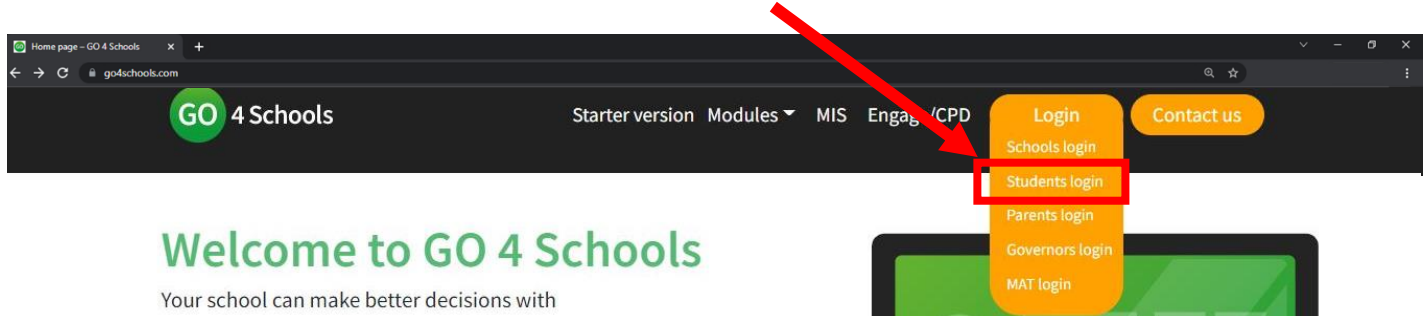 Home page – GO 4 Schools
go4schools.com
GO 4 Schools
Starter version Modules MIS /CPD Login Contact us
Schools login
Students login
Parents login
Governors login
MAT login
Welcome to GO 4 Schools
Your school can make better decisions with